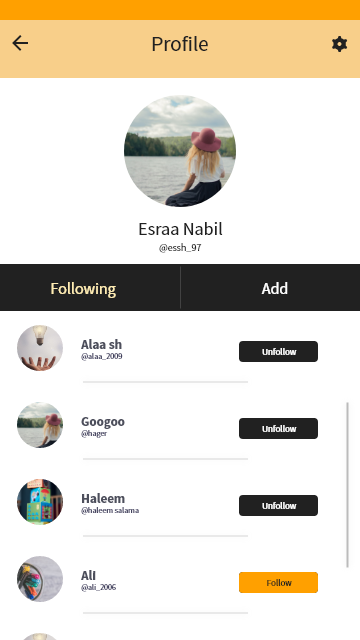 Profile
Esraa Nabil
@essh_97
Following
Add
Alaa sh
@alaa_2009
Unfollow
Googoo
@hager
Unfollow
Haleem
@haleem salama
Unfollow
Ali
@ali_2006
Follow